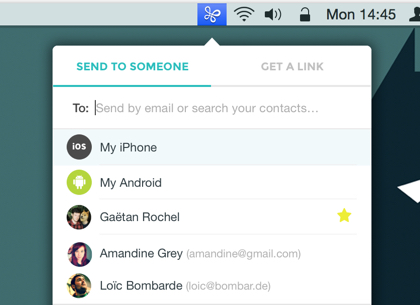 Mon 14:45
SEND TO SOMEONE
GET A LINK
To: Send by email or search your contacts...
iOS My iPhone
My Android
Gaëtan Rochel
Amandine Grey (amandine@gmail.com)
Loïc Bombarde (loic@bombar.de)